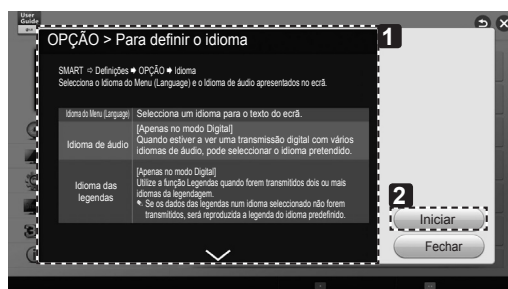 User
Guide
OPÇÃO > Para definir o idioma
1
SMART ⇨ Definições ➧ OPÇÃO ➧ Idioma
Selecciona o Idioma do Menu (Language) e o Idioma de áudio apresentados no ecrã.
Idioma do Menu (Language) Selecciona um idioma para o texto do ecrã.
Idioma de áudio
[Apenas no modo Digital]
Quando estiver a ver uma transmissão digital com vários
idiomas de áudio, pode seleccionar o idioma pretendido.
Idioma das
legendas
[Apenas no modo Digital]
Utilize a função Legendas quando forem transmitidos dois ou mais
idiomas da legendagem.
Se os dados das legendas num idioma seleccionado não forem
transmitidos, será reproduzida a legenda do idioma predefinido.
2
Iniciar
Fechar